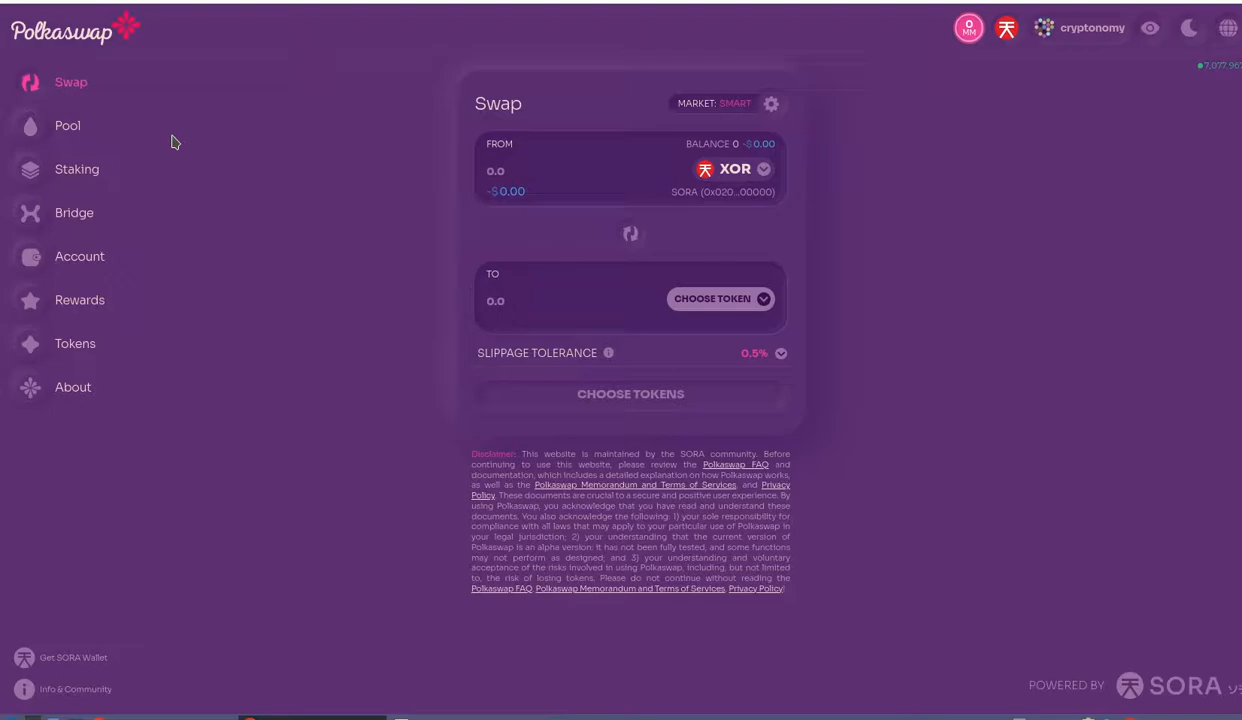 Polkaswap
0
MM
cryptonomy
7,077,967
Swap
Pool
Staking
Bridge
Account
Rewards
Tokens
About
Swap
MARKET: SMART
FROM
BALANCE 0 ~$0.00
0.0
XOR
~$0.00
SORA (0x020...00000)
TO
0.0
CHOOSE TOKEN
SLIPPAGE TOLERANCE
0.5%
CHOOSE TOKENS
Disclaimer: This website is maintained by the SORA community. Before
continuing to use this website, please review the Polkaswap FAQ and
documentation, which includes a detailed explanation on how Polkaswap works,
as well as the Polkaswap Memorandum and Terms of Services, and Privacy
Policy. These documents are crucial to a secure and positive user experience. By
using Polkaswap, you acknowledge that you have read and understand these
documents. You also acknowledge the following: 1) your sole responsibility for
compliance with all laws that may apply to your particular use of Polkaswap in
your legal jurisdiction; 2) your understanding that the current version of
Polkaswap is an alpha version: it has not been fully tested, and some functions
may not perform as designed; and 3) your understanding and voluntary
acceptance of the risks involved in using Polkaswap, including, but not limited
to, the risk of losing tokens. Please do not continue without reading the
Polkaswap FAQ, Polkaswap Memorandum and Terms of Services, Privacy Policy!
Get SORA Wallet
Info & Community
POWERED BY
SORA ソラ